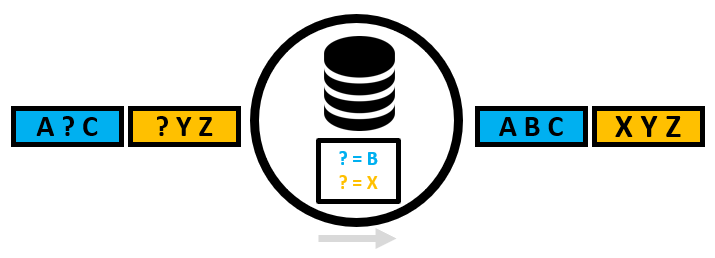 A ? C
? Y Z
? = B
? = X
A B C
X Y Z